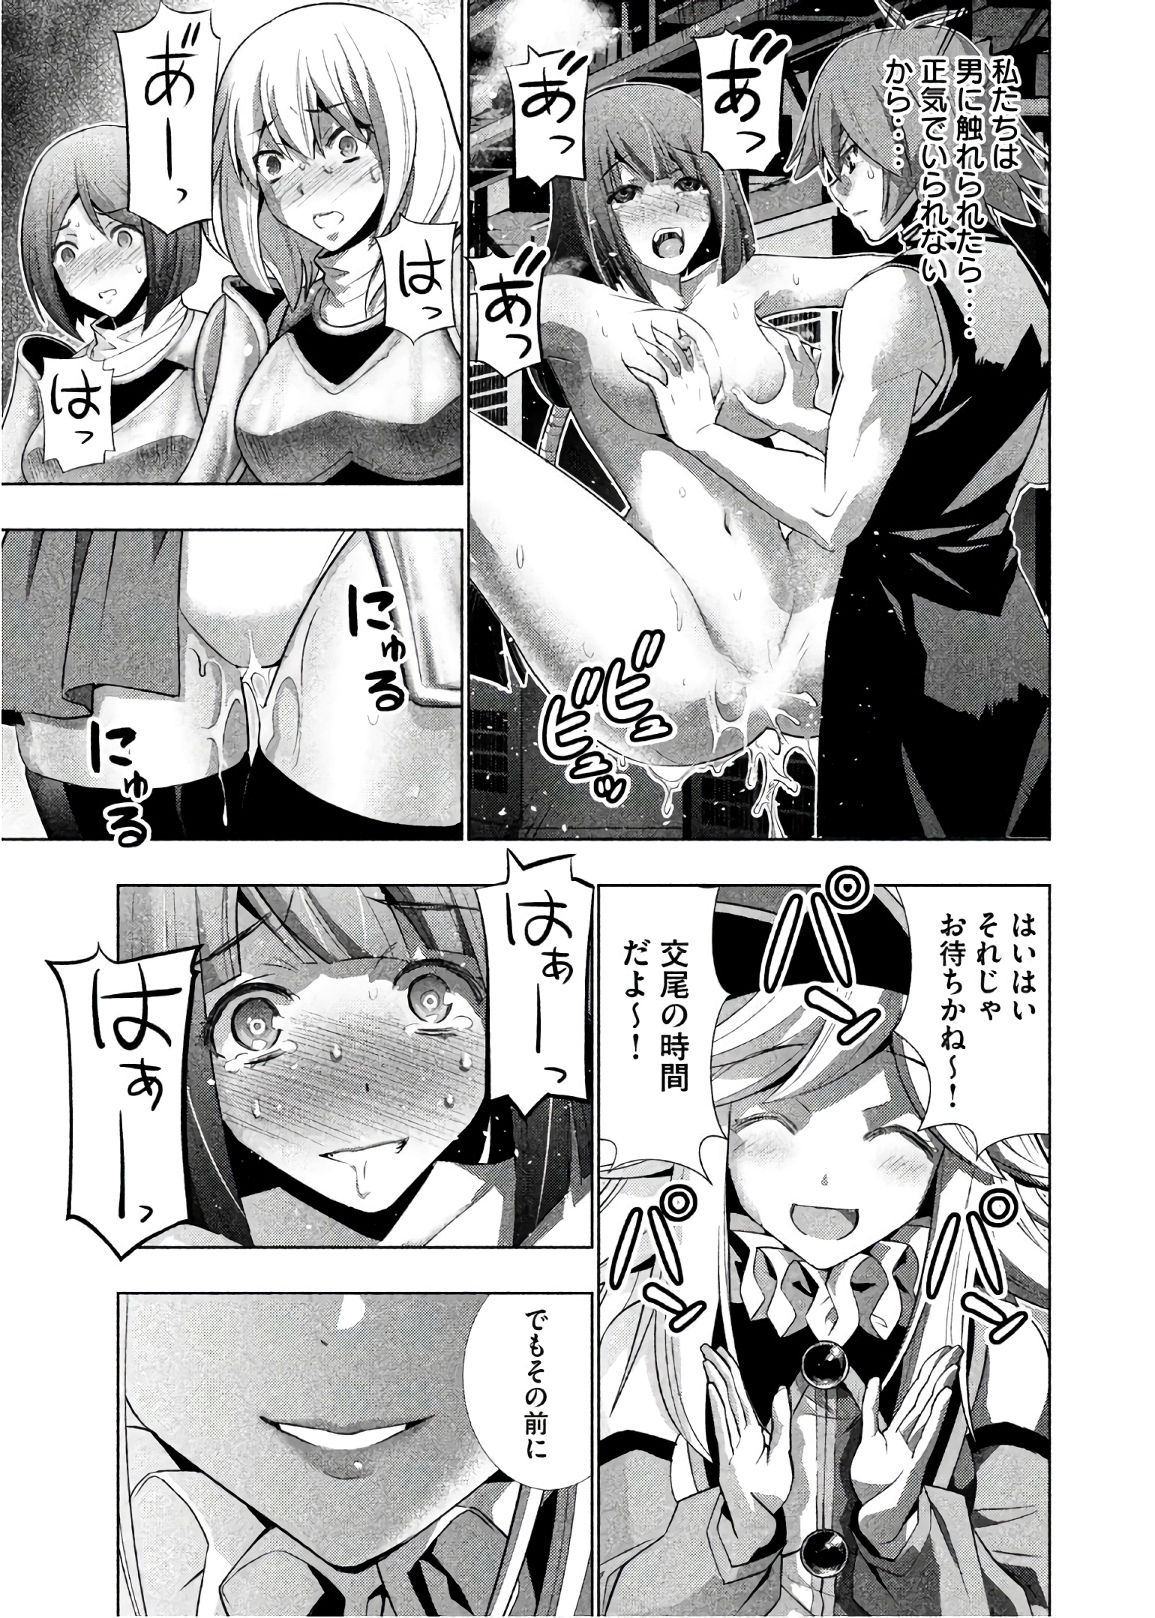 私たちは
男に触れられたら‥‥
正気でいられない
から‥‥
あっ
あっ
あっ
ビュ
ビュッ
あーっ
はっ
はっ
にゅる
にゅる
はいはい
それじゃ
お待ちかね～！
交尾の時間
だよ～！
パン
パン
パン
はぁーっ
はぁーっ
でもその前に